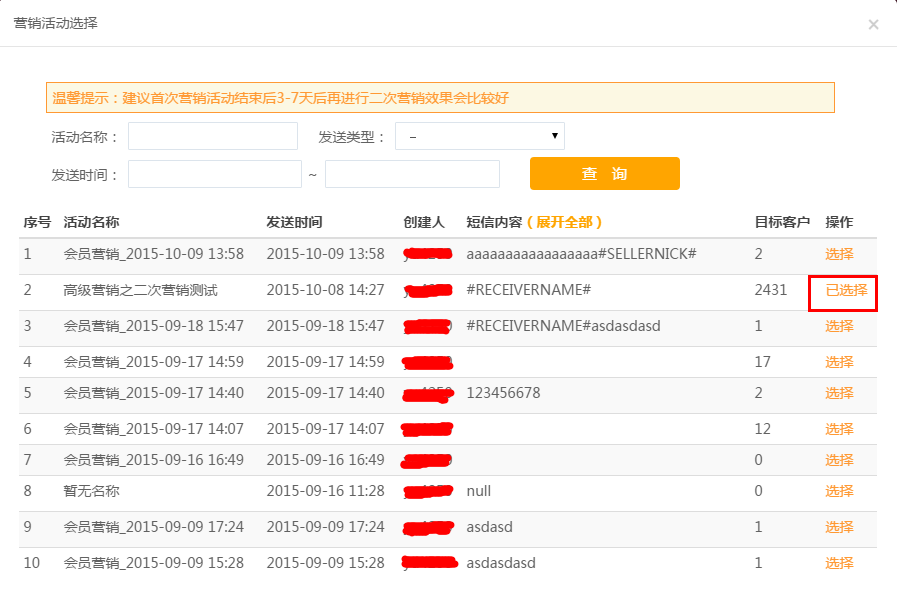 营销活动选择 ×
温馨提示：建议首次营销活动结束后3-7天后再进行二次营销效果会比较好
活动名称： 发送类型： –
发送时间： ~ 查 询
序号 活动名称 发送时间 创建人 短信内容（展开全部） 目标客户 操作
1 会员营销_2015-10-09 13:58 2015-10-09 13:58 aaaaaaaaaaaaaaaaa#SELLERNICK# 2 选择
2 高级营销之二次营销测试 2015-10-08 14:27 #RECEIVERNAME# 2431 已选择
3 会员营销_2015-09-18 15:47 2015-09-18 15:47 #RECEIVERNAME#asdasdasd 1 选择
4 会员营销_2015-09-17 14:59 2015-09-17 14:59 17 选择
5 会员营销_2015-09-17 14:40 2015-09-17 14:40 123456678 2 选择
6 会员营销_2015-09-17 14:07 2015-09-17 14:07 12 选择
7 会员营销_2015-09-16 16:49 2015-09-16 16:49 0 选择
8 暂无名称 2015-09-16 11:28 null 0 选择
9 会员营销_2015-09-09 17:24 2015-09-09 17:24 asdasd 1 选择
10 会员营销_2015-09-09 15:28 2015-09-09 15:28 asdasdasd 1 选择